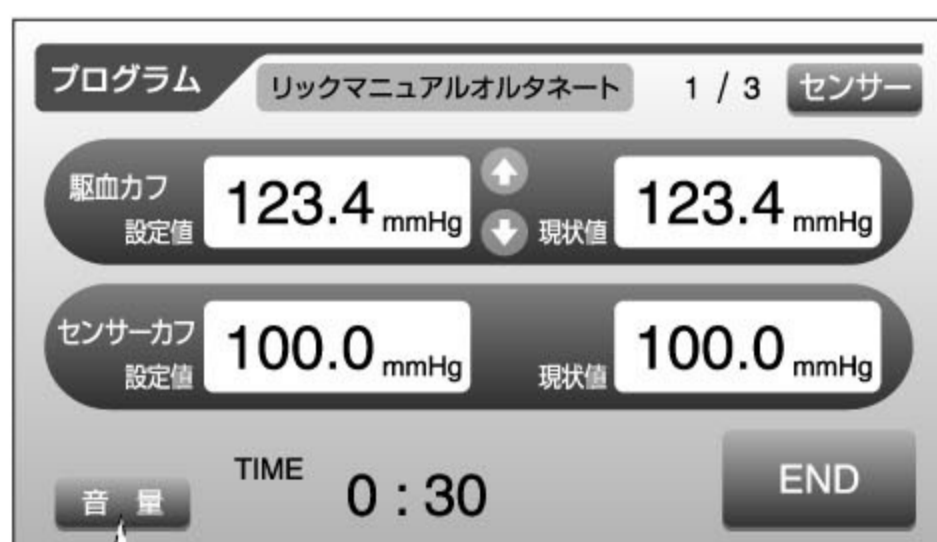 プログラム リックマニュアルオルタネート 1 / 3 センサー
駆血カフ 設定値 123.4 mmHg 現状値 123.4 mmHg
センサーカフ 設定値 100.0 mmHg 現状値 100.0 mmHg
音 量 TIME 0 : 30 END